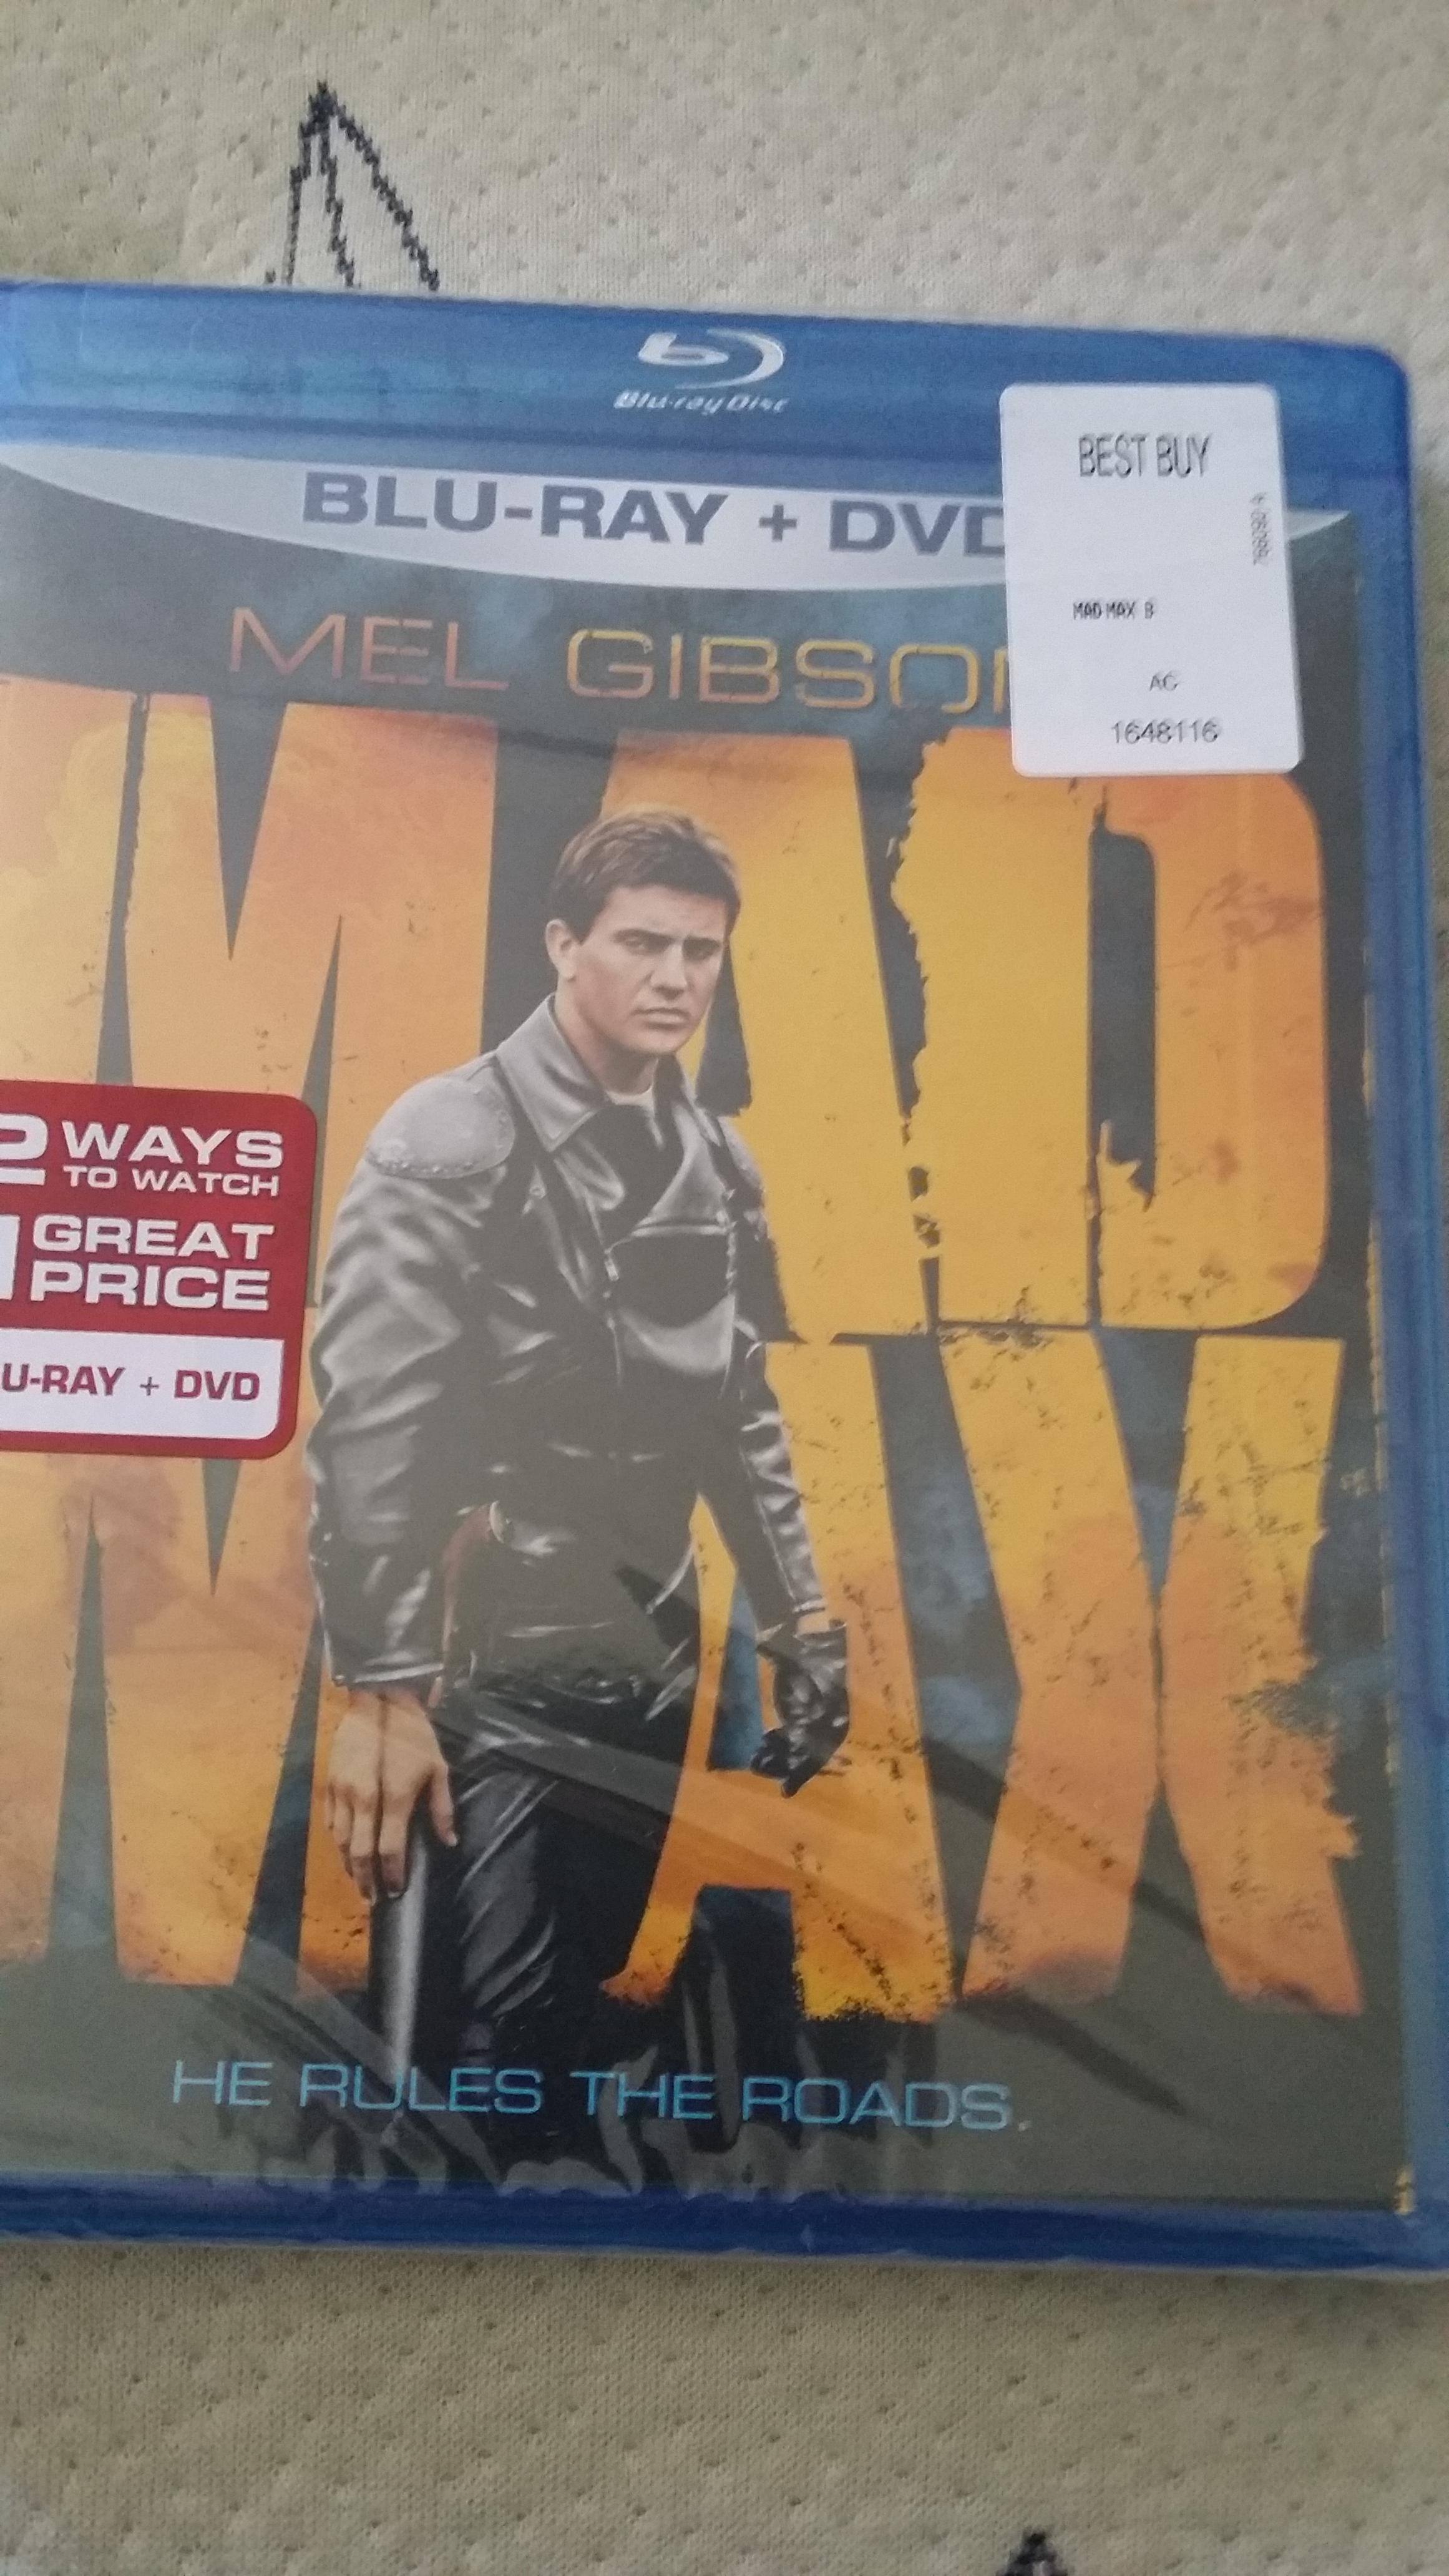 Blu-ray Disc
BEST BUY
BLU-RAY + DVD
MAD MAX B
MEL GIBSON
AC
1648116
MAD
2 WAYS
TO WATCH
1 GREAT
PRICE
U-RAY + DVD
MAX
HE RULES THE ROADS.